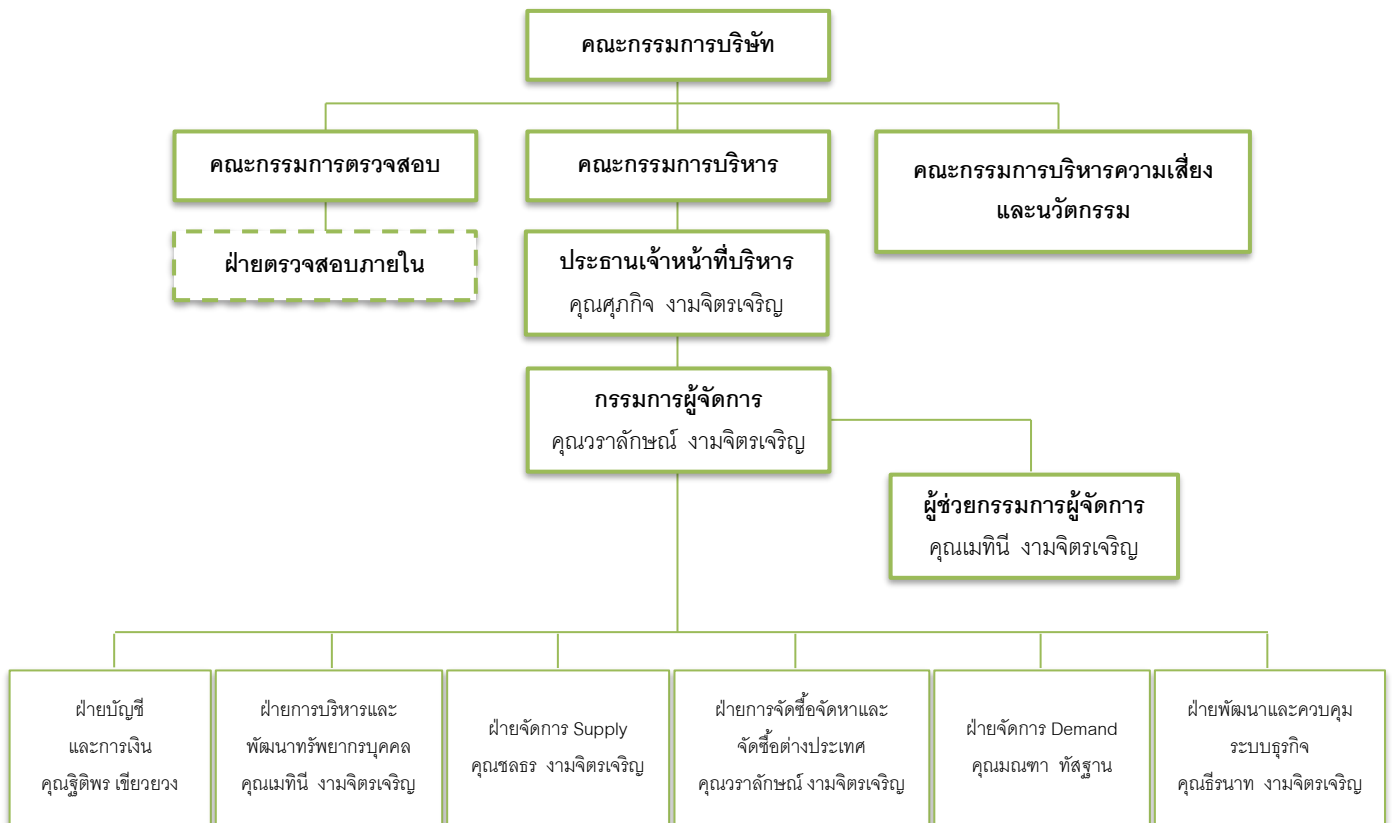 คณะกรรมการบริษัท
คณะกรรมการตรวจสอบ
คณะกรรมการบริหาร
คณะกรรมการบริหารความเสี่ยง
และนวัตกรรม
ฝ่ายตรวจสอบภายใน
ประธานเจ้าหน้าที่บริหาร
คุณศุภกิจ งามจิตรเจริญ
กรรมการผู้จัดการ
คุณวราลักษณ์ งามจิตรเจริญ
ผู้ช่วยกรรมการผู้จัดการ
คุณเมทินี งามจิตรเจริญ
ฝ่ายบัญชี
และการเงิน
คุณฐิติพร เขียวยวง
ฝ่ายการบริหารและ
พัฒนาทรัพยากรบุคคล
คุณเมทินี งามจิตรเจริญ
ฝ่ายจัดการ Supply
คุณชลธร งามจิตรเจริญ
ฝ่ายการจัดซื้อจัดหาและ
จัดซื้อต่างประเทศ
คุณวราลักษณ์ งามจิตรเจริญ
ฝ่ายจัดการ Demand
คุณมณฑา ทัสฐาน
ฝ่ายพัฒนาและควบคุม
ระบบธุรกิจ
คุณธีรนาท งามจิตรเจริญ